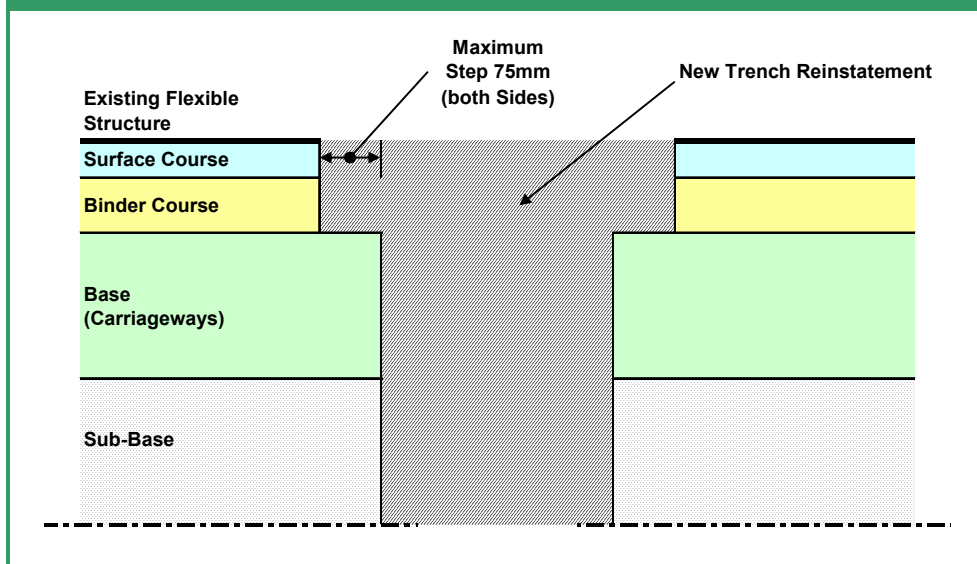 Maximum
Step 75mm
(both Sides)
New Trench Reinstatement
Existing Flexible
Structure
Surface Course
Binder Course
Base
(Carriageways)
Sub-Base